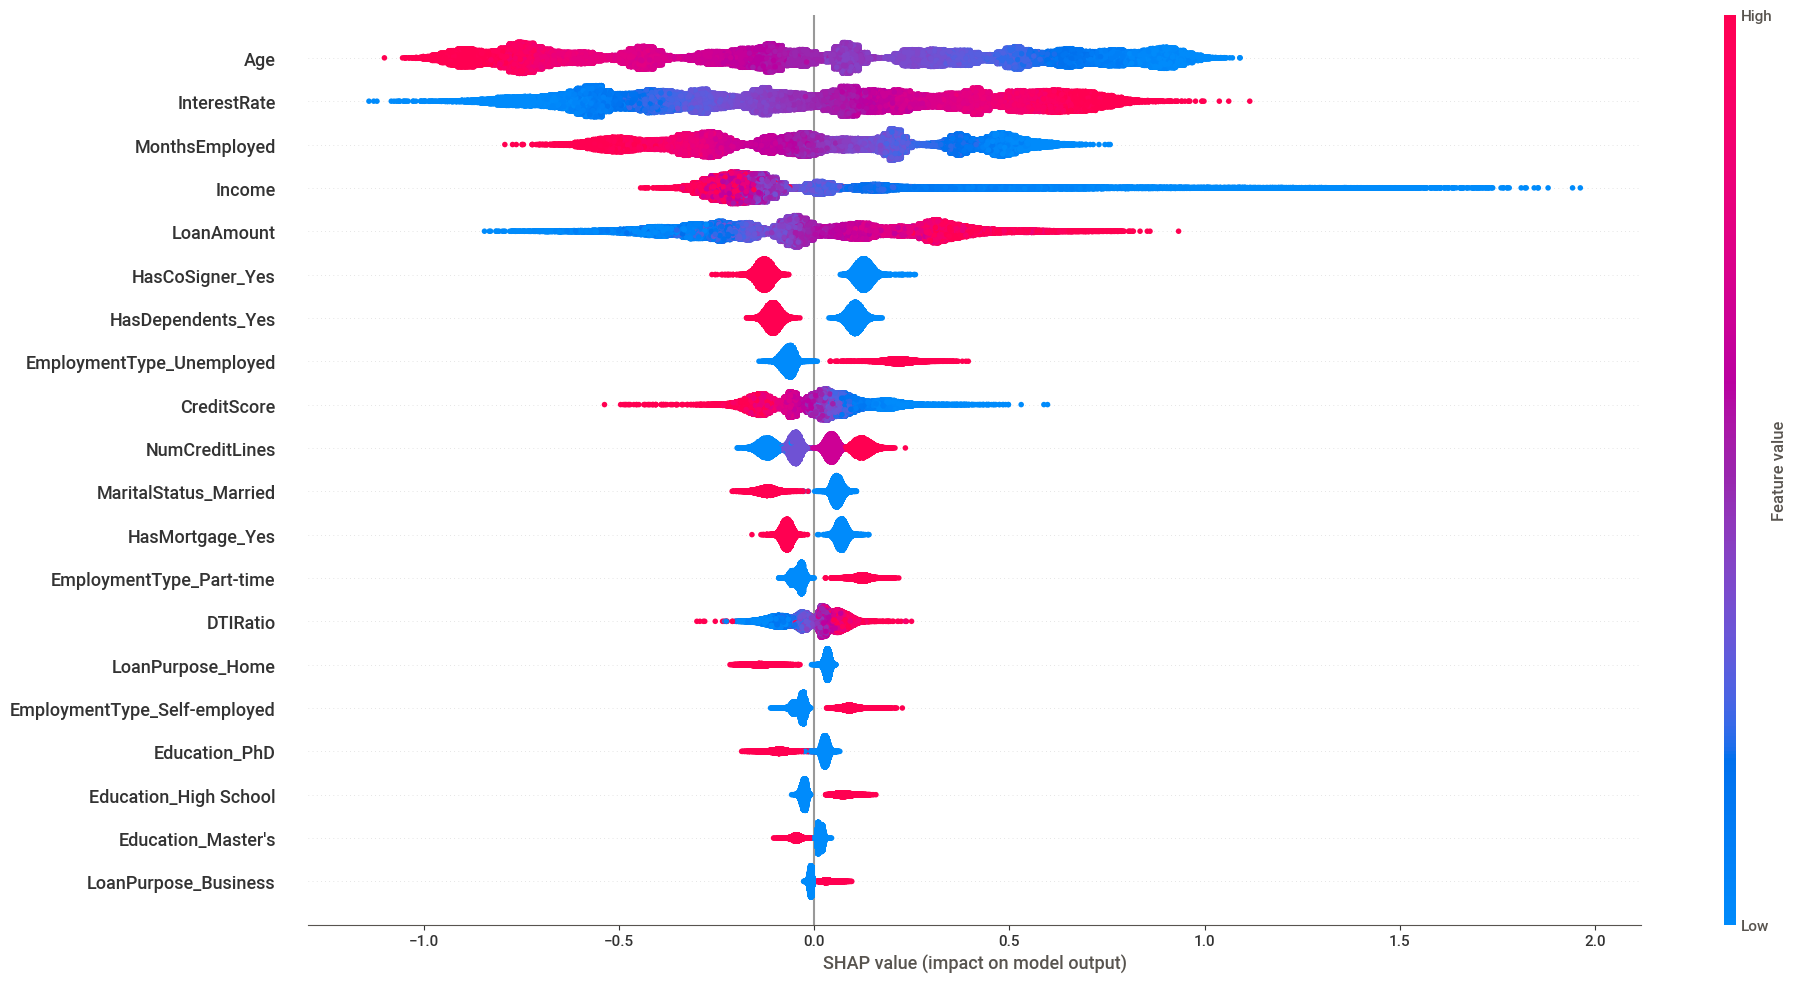 High
Age
InterestRate
MonthsEmployed
Income
LoanAmount
HasCoSigner_Yes
HasDependents_Yes
EmploymentType_Unemployed
CreditScore
NumCreditLines
MaritalStatus_Married
HasMortgage_Yes
EmploymentType_Part-time
DTIRatio
LoanPurpose_Home
EmploymentType_Self-employed
Education_PhD
Education_High School
Education_Master's
LoanPurpose_Business
Feature value
Low
−1.0 −0.5 0.0 0.5 1.0 1.5 2.0
SHAP value (impact on model output)